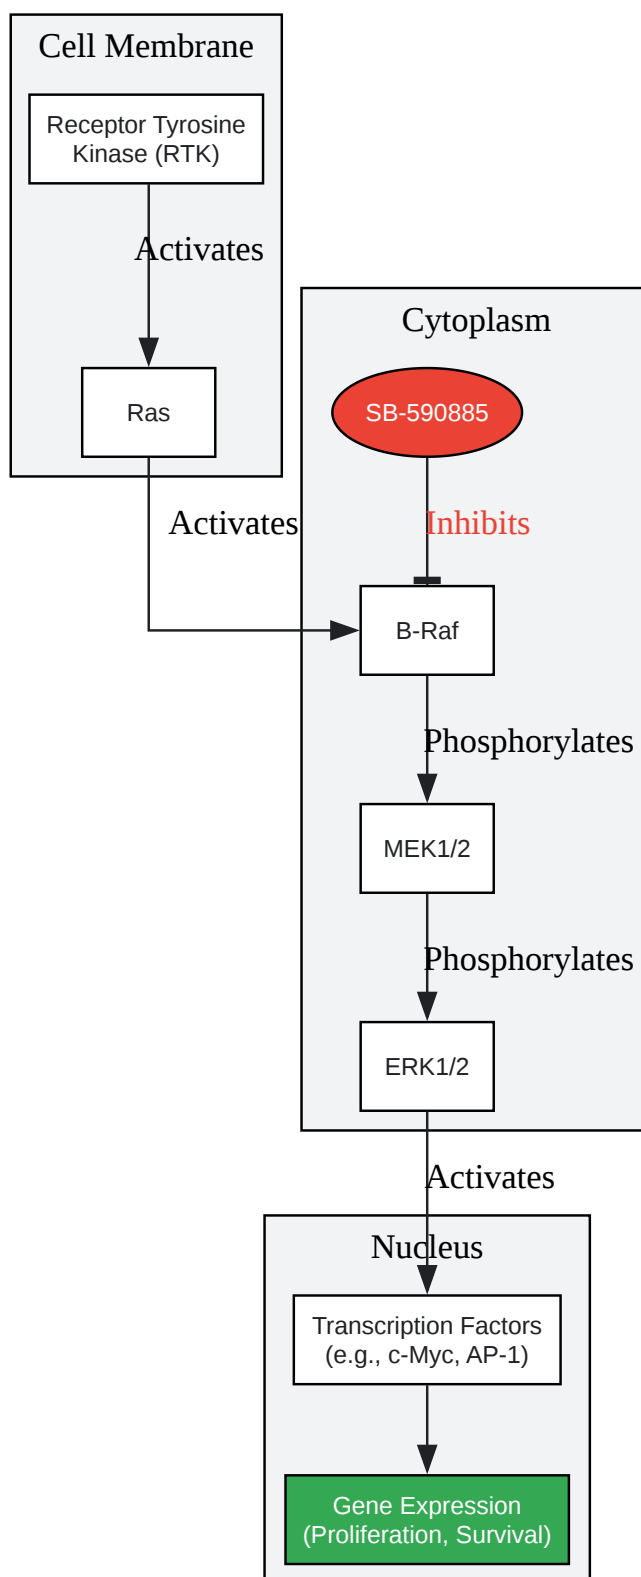 Cell Membrane
Receptor Tyrosine
Kinase (RTK)
Activates
Ras
Activates
Cytoplasm
SB-590885
Inhibits
B-Raf
Phosphorylates
MEK1/2
Phosphorylates
ERK1/2
Activates
Nucleus
Transcription Factors
(e.g., c-Myc, AP-1)
Gene Expression
(Proliferation, Survival)